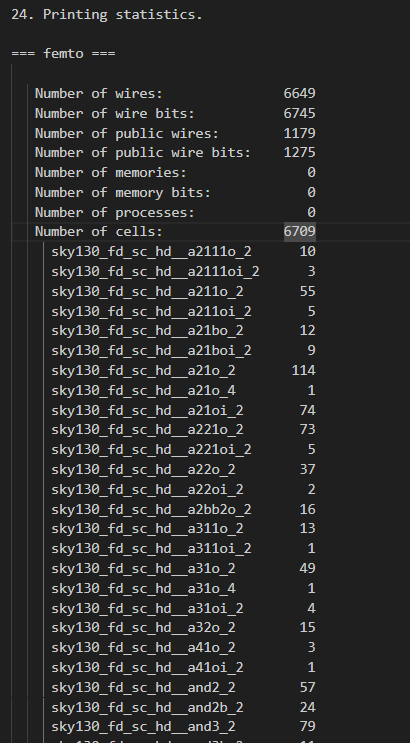 24. Printing statistics.
=== femto ===
Number of wires: 6649
Number of wire bits: 6745
Number of public wires: 1179
Number of public wire bits: 1275
Number of memories: 0
Number of memory bits: 0
Number of processes: 0
Number of cells: 6709
sky130_fd_sc_hd__a2111o_2 10
sky130_fd_sc_hd__a2111oi_2 3
sky130_fd_sc_hd__a211o_2 55
sky130_fd_sc_hd__a211oi_2 5
sky130_fd_sc_hd__a21bo_2 12
sky130_fd_sc_hd__a21boi_2 9
sky130_fd_sc_hd__a21o_2 114
sky130_fd_sc_hd__a21o_4 1
sky130_fd_sc_hd__a21oi_2 74
sky130_fd_sc_hd__a221o_2 73
sky130_fd_sc_hd__a221oi_2 5
sky130_fd_sc_hd__a22o_2 37
sky130_fd_sc_hd__a22oi_2 2
sky130_fd_sc_hd__a2bb2o_2 16
sky130_fd_sc_hd__a311o_2 13
sky130_fd_sc_hd__a311oi_2 1
sky130_fd_sc_hd__a31o_2 49
sky130_fd_sc_hd__a31o_4 1
sky130_fd_sc_hd__a31oi_2 4
sky130_fd_sc_hd__a32o_2 15
sky130_fd_sc_hd__a41o_2 3
sky130_fd_sc_hd__a41oi_2 1
sky130_fd_sc_hd__and2_2 57
sky130_fd_sc_hd__and2b_2 24
sky130_fd_sc_hd__and3_2 79